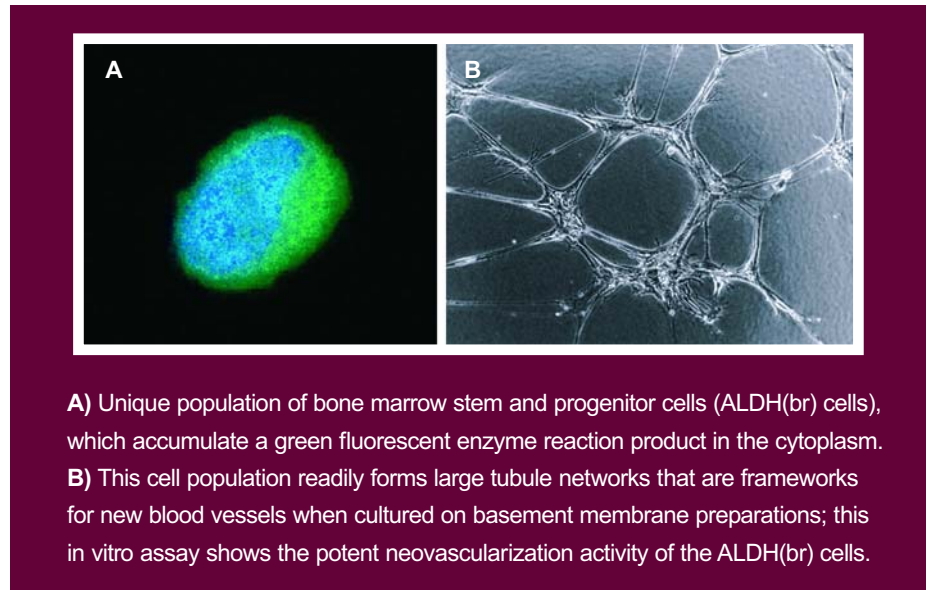 A
B
A) Unique population of bone marrow stem and progenitor cells (ALDH(br) cells),
which accumulate a green fluorescent enzyme reaction product in the cytoplasm.
B) This cell population readily forms large tubule networks that are frameworks
for new blood vessels when cultured on basement membrane preparations; this
in vitro assay shows the potent neovascularization activity of the ALDH(br) cells.